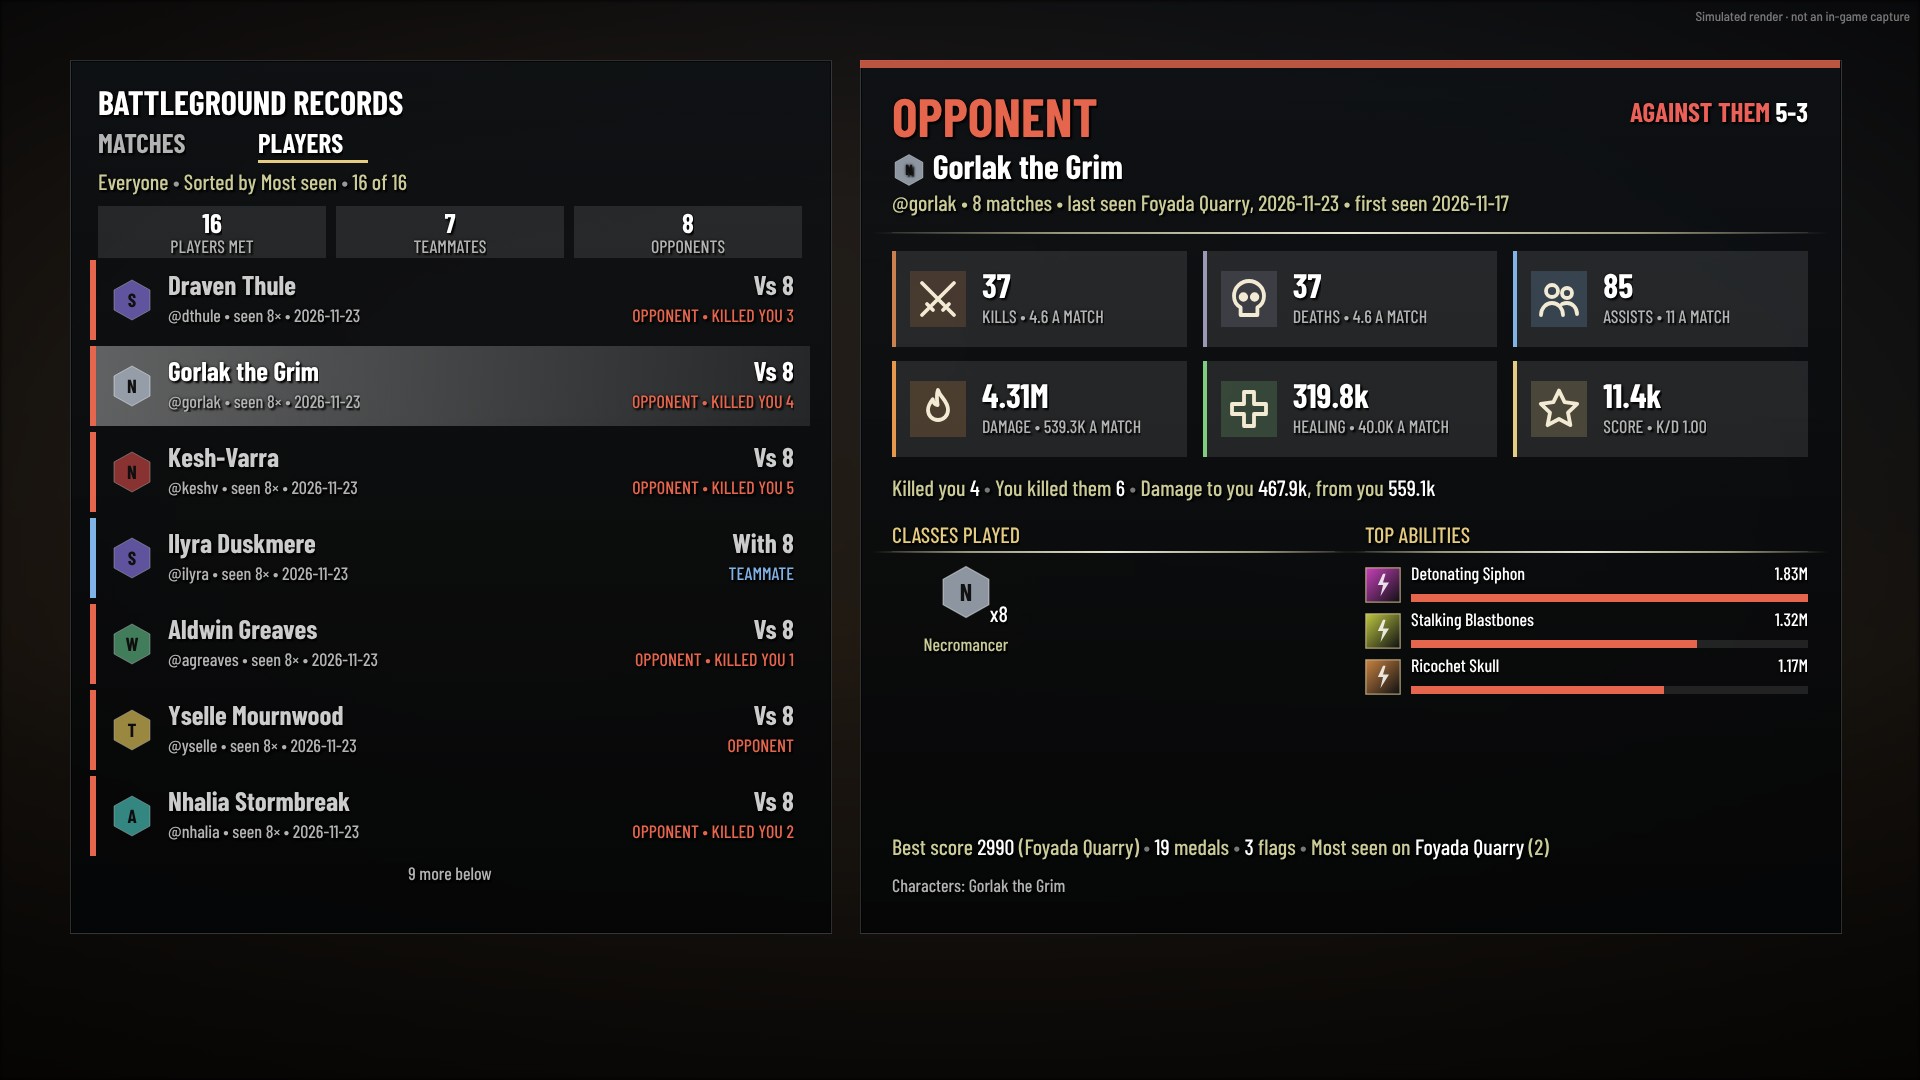 Simulated render · not an in-game capture
BATTLEGROUND RECORDS
MATCHES PLAYERS
Everyone • Sorted by Most seen • 16 of 16
16 7 8
PLAYERS MET TEAMMATES OPPONENTS
S Draven Thule Vs 8
@dthule • seen 8× • 2026-11-23 OPPONENT • KILLED YOU 3
N Gorlak the Grim Vs 8
@gorlak • seen 8× • 2026-11-23 OPPONENT • KILLED YOU 4
N Kesh-Varra Vs 8
@keshv • seen 8× • 2026-11-23 OPPONENT • KILLED YOU 5
S Ilyra Duskmere With 8
@ilyra • seen 8× • 2026-11-23 TEAMMATE
W Aldwin Greaves Vs 8
@agreaves • seen 8× • 2026-11-23 OPPONENT • KILLED YOU 1
T Yselle Mournwood Vs 8
@yselle • seen 8× • 2026-11-23 OPPONENT
A Nhalia Stormbreak Vs 8
@nhalia • seen 8× • 2026-11-23 OPPONENT • KILLED YOU 2
9 more below
OPPONENT AGAINST THEM 5-3
N Gorlak the Grim
@gorlak • 8 matches • last seen Foyada Quarry, 2026-11-23 • first seen 2026-11-17
37 37 85
KILLS • 4.6 A MATCH DEATHS • 4.6 A MATCH ASSISTS • 11 A MATCH
4.31M 319.8k 11.4k
DAMAGE • 539.3K A MATCH HEALING • 40.0K A MATCH SCORE • K/D 1.00
Killed you 4 • You killed them 6 • Damage to you 467.9k, from you 559.1k
CLASSES PLAYED TOP ABILITIES
N x8
Necromancer
Detonating Siphon 1.83M
Stalking Blastbones 1.32M
Ricochet Skull 1.17M
Best score 2990 (Foyada Quarry) • 19 medals • 3 flags • Most seen on Foyada Quarry (2)
Characters: Gorlak the Grim